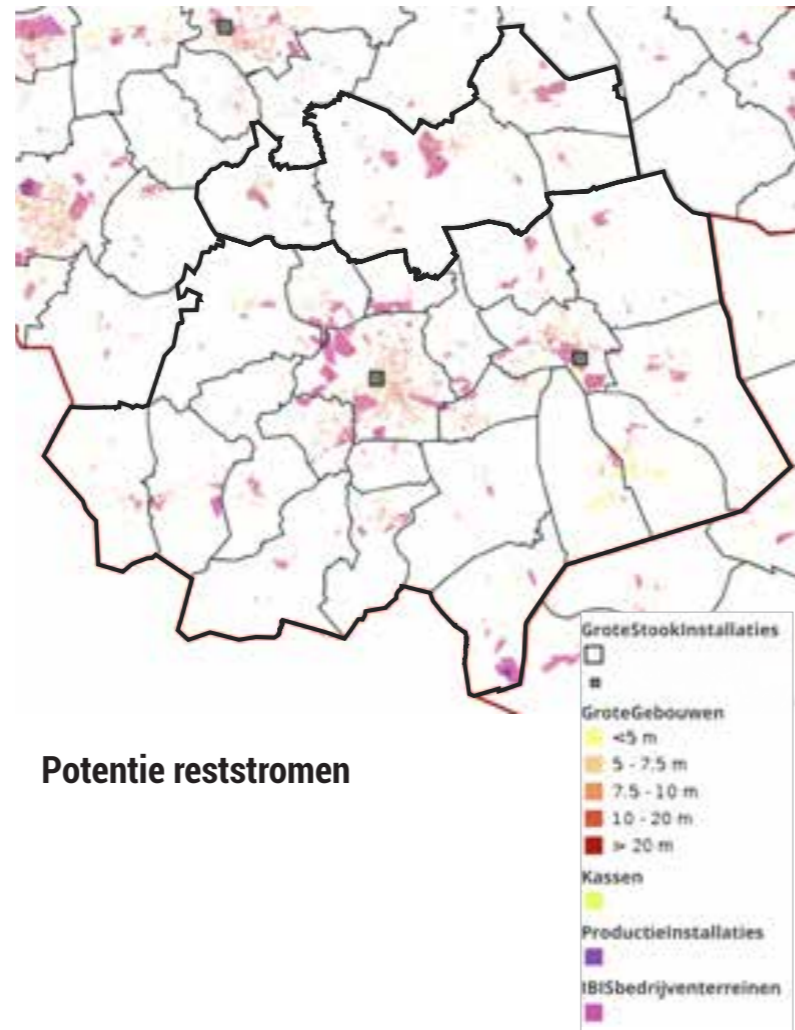 GroteStookInstallaties
GroteGebouwen
<5 m
5 - 7.5 m
7.5 - 10 m
10 - 20 m
> 20 m
Kassen
ProductieInstallaties
IBISbedrijventerreinen
Potentie reststromen